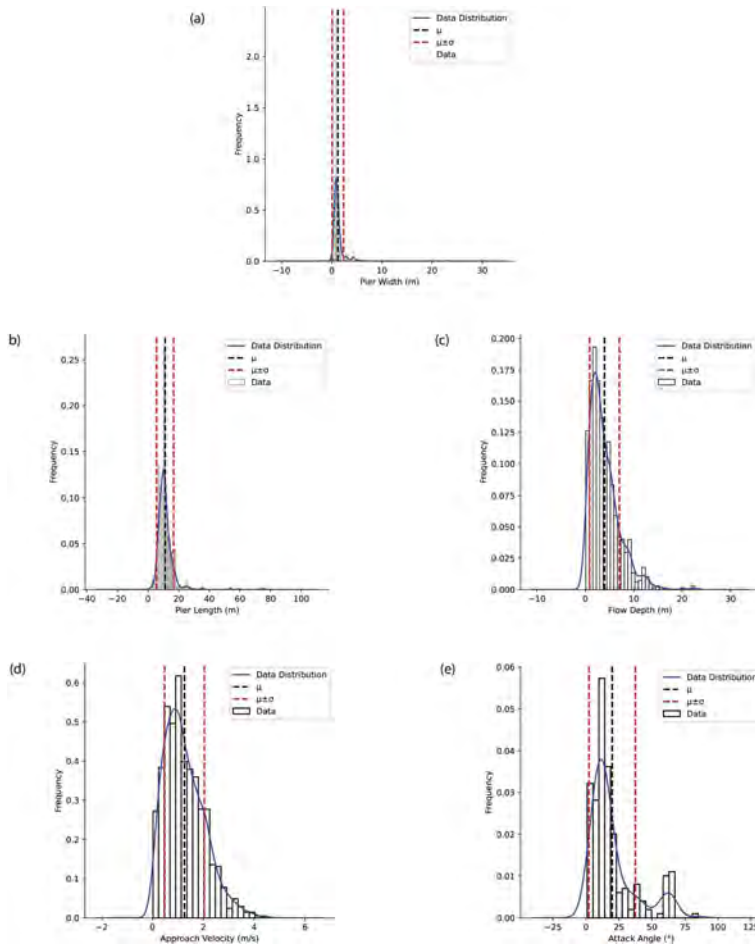 (a)
Data Distribution
μ
μ±σ
Data
2.5
2.0
1.5
1.0
0.5
0.0
Frequency
−10 0 10 20 30
Pier Width (m)
b)
Data Distribution
μ
μ±σ
Data
0.25
0.20
0.15
0.10
0.05
0.00
Frequency
−40 −20 0 20 40 60 80 100
Pier Length (m)
(c)
Data Distribution
μ
μ±σ
Data
0.200
0.175
0.150
0.125
0.100
0.075
0.050
0.025
0.000
Frequency
−10 0 10 20 30
Flow Depth (m)
(d)
Data Distribution
μ
μ±σ
Data
0.6
0.5
0.4
0.3
0.2
0.1
0.0
Frequency
−2 0 2 4 6
Approach Velocity (m/s)
(e)
Data Distribution
μ
μ±σ
Data
0.06
0.05
0.04
0.03
0.02
0.01
0.00
Frequency
−25 0 25 50 75 100
Attack Angle (°)